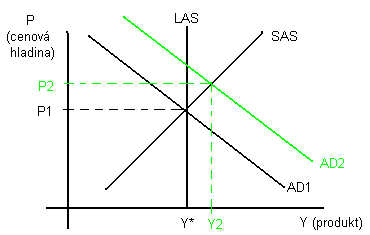 P
(cenová
hladina)
LAS
SAS
P2
P1
AD2
AD1
Y*
Y2
Y (produkt)